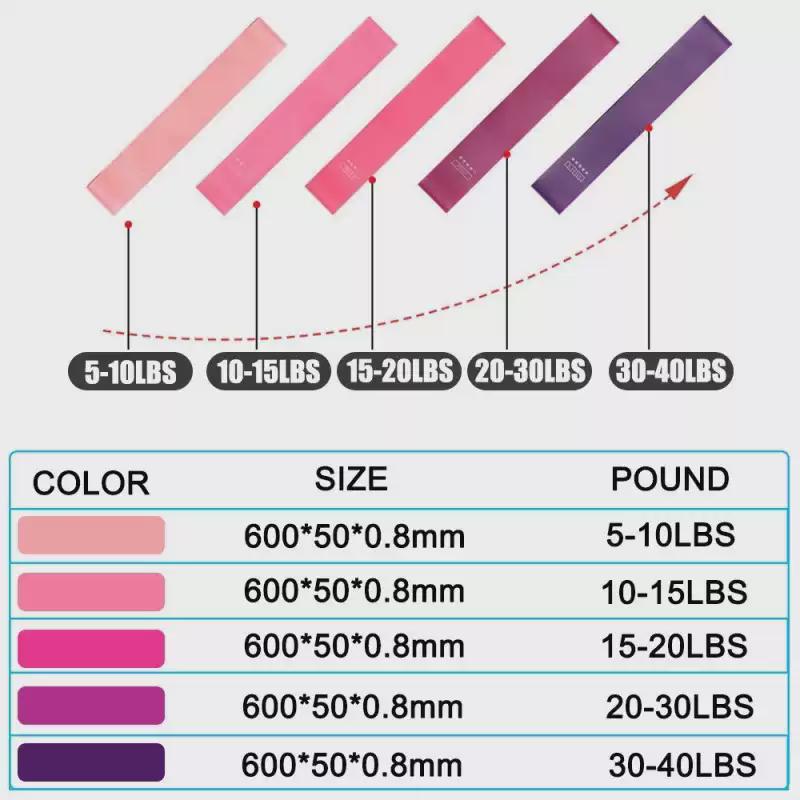 5-10LBS
10-15LBS
15-20LBS
20-30LBS
30-40LBS
COLOR SIZE POUND
600*50*0.8mm 5-10LBS
600*50*0.8mm 10-15LBS
600*50*0.8mm 15-20LBS
600*50*0.8mm 20-30LBS
600*50*0.8mm 30-40LBS